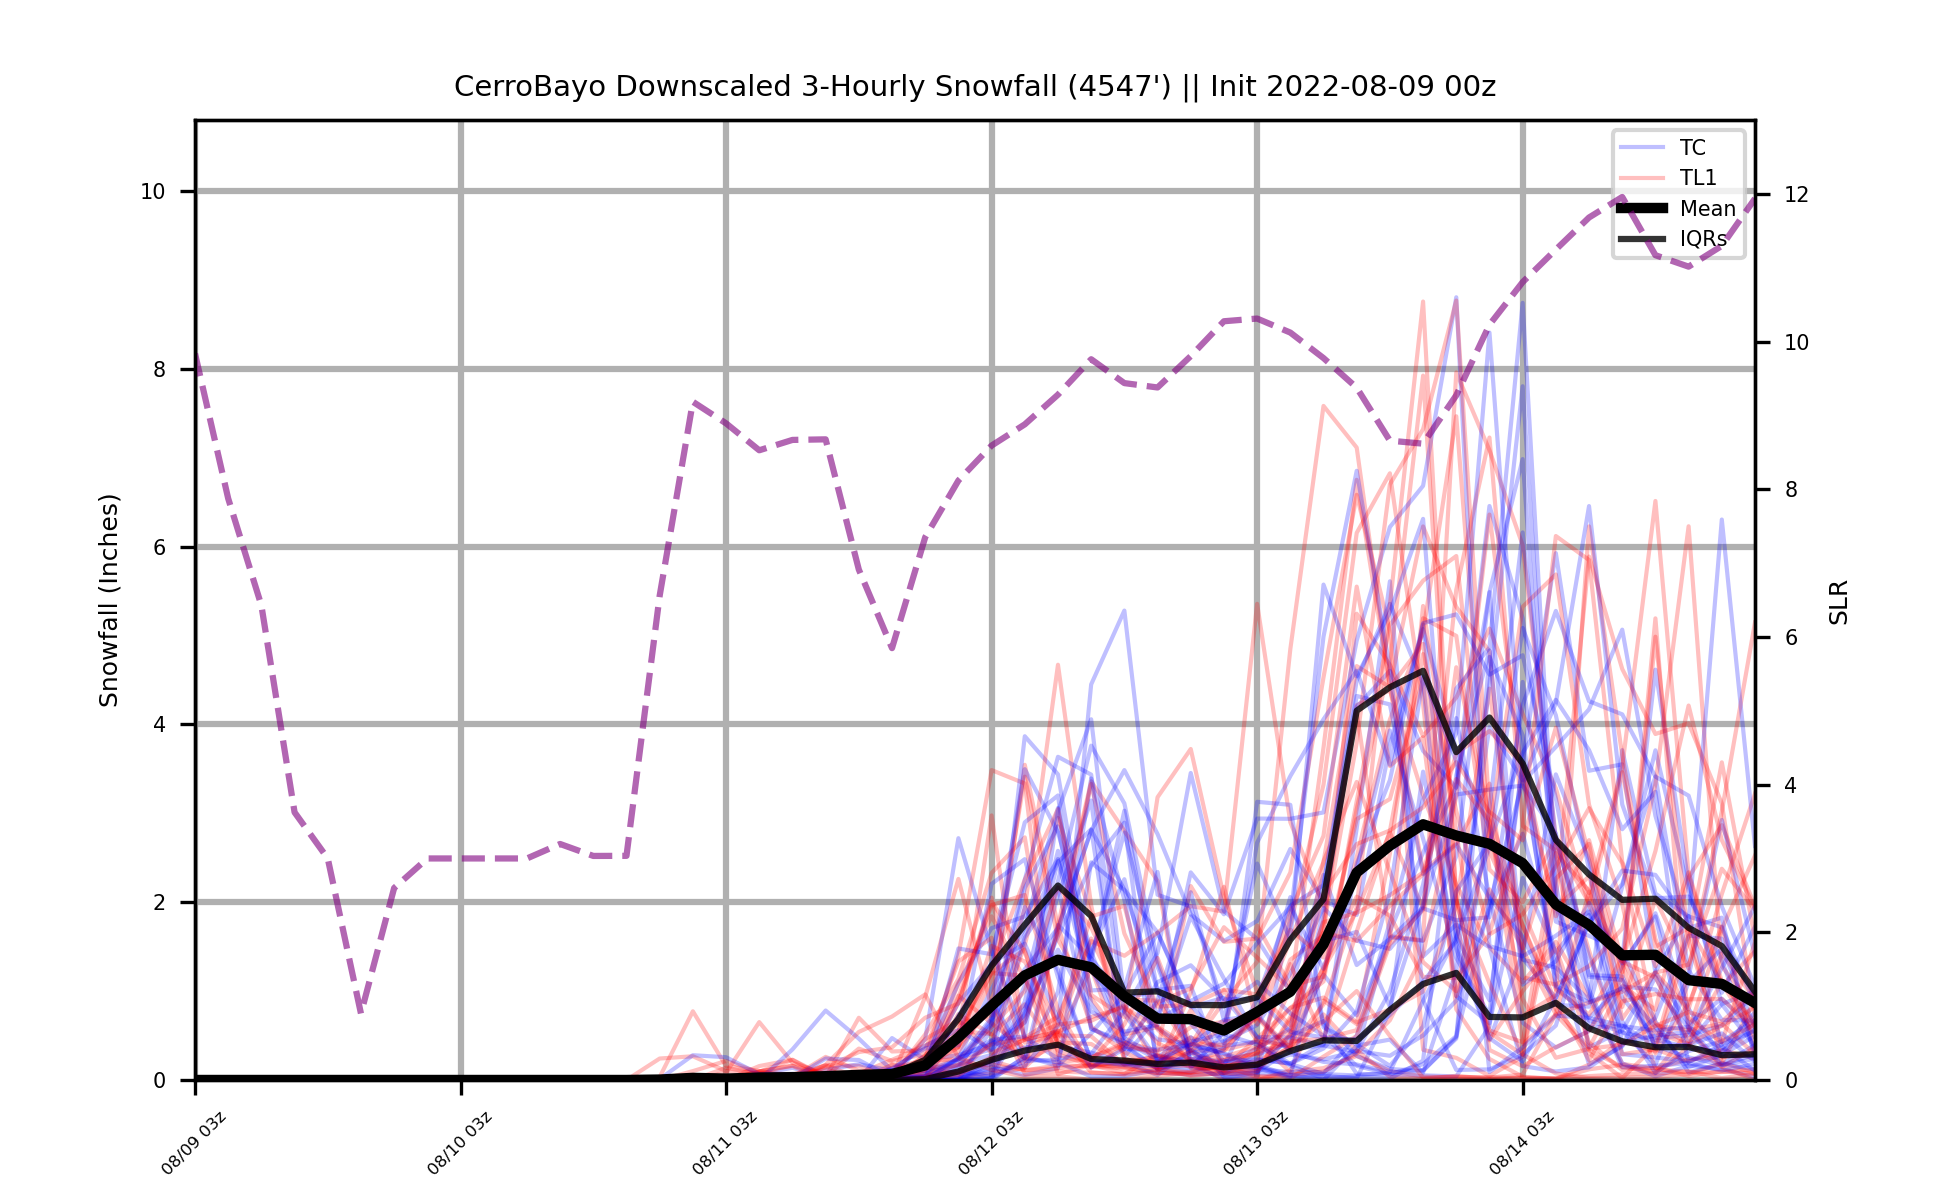 CerroBayo Downscaled 3-Hourly Snowfall (4547') || Init 2022-08-09 00z
TC
TL1
Mean
IQRs
10
8
6
4
2
0
Snowfall (Inches)
12
10
8
6
4
2
0
SLR
08/09 03z
08/10 03z
08/11 03z
08/12 03z
08/13 03z
08/14 03z